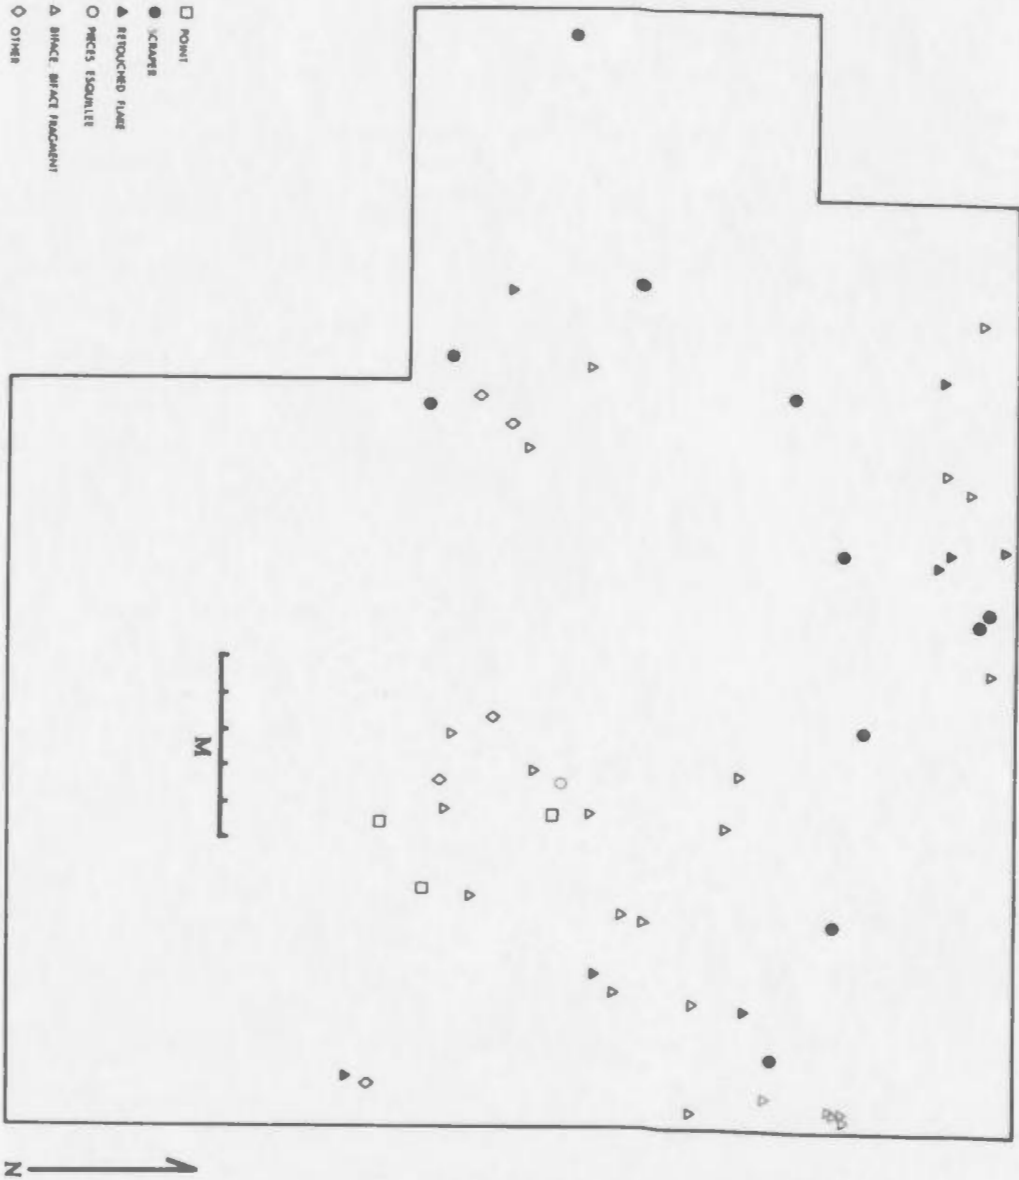 POINT
SCRAPER
RETOUCHED FLAKE
PIECES ESQUILLEE
BIFACE, BIFACE FRAGMENT
OTHER
M
N